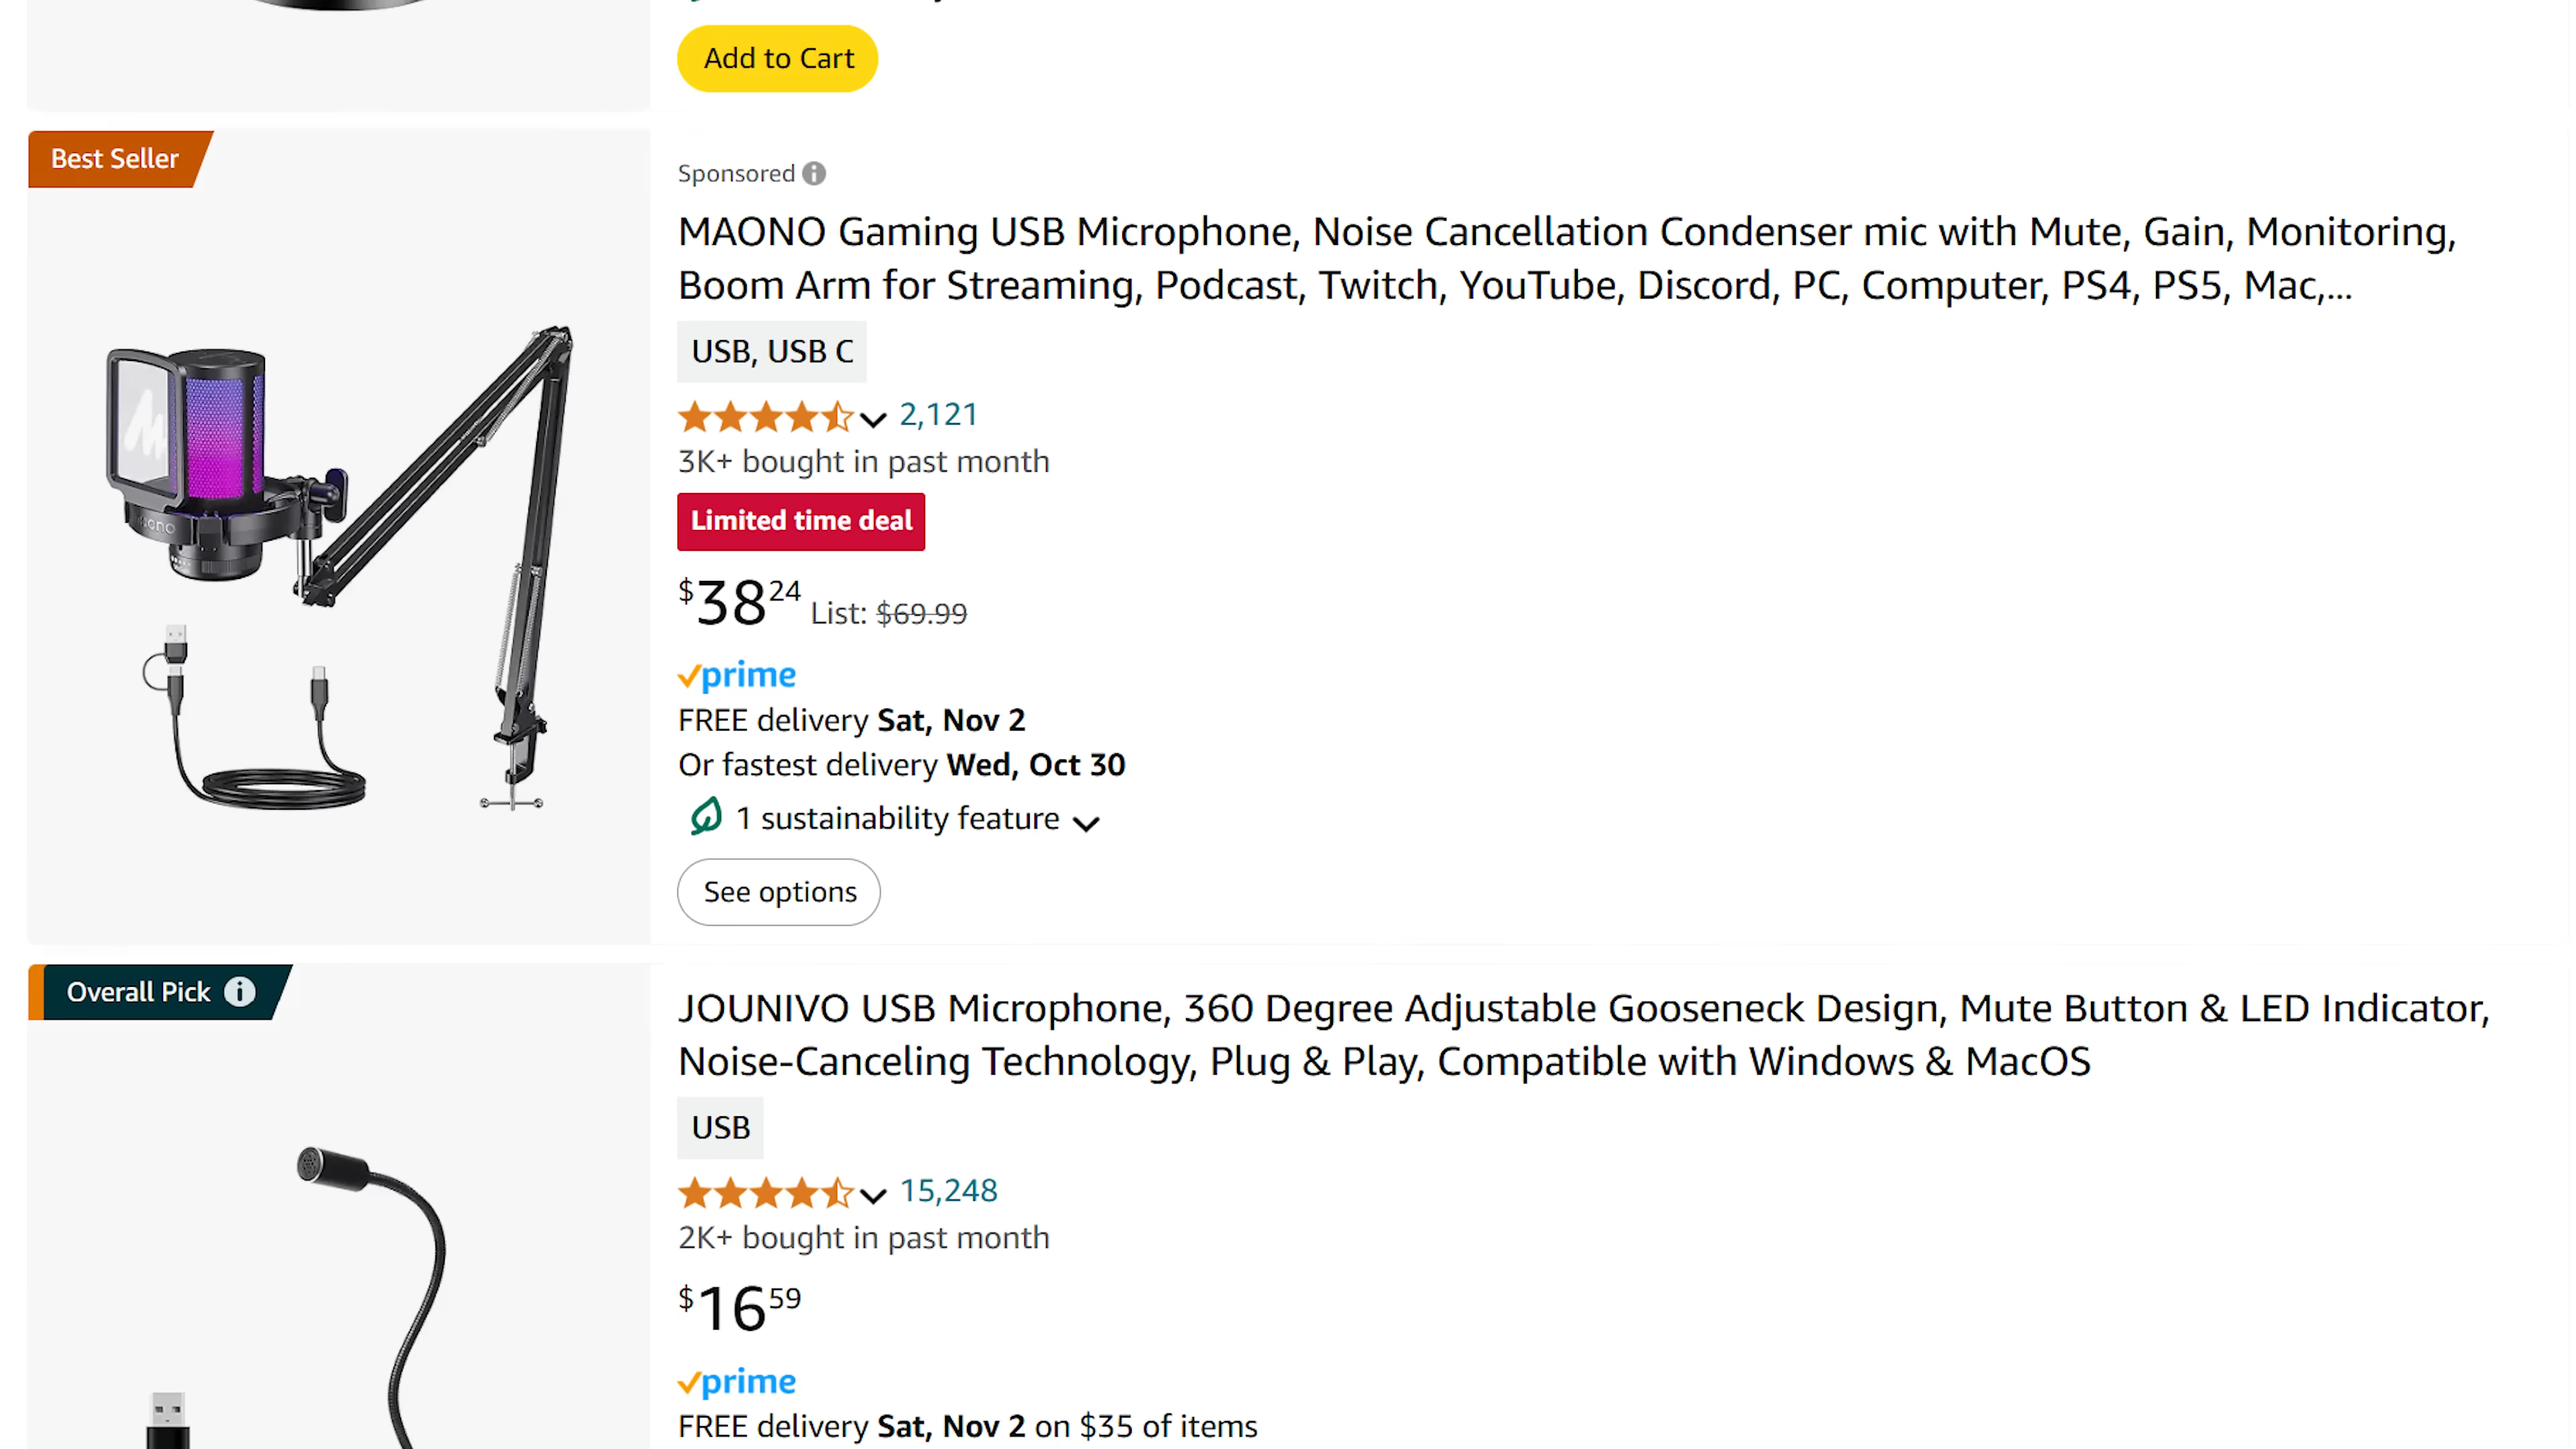 Add to Cart
Best Seller
Sponsored
MAONO Gaming USB Microphone, Noise Cancellation Condenser mic with Mute, Gain, Monitoring,
Boom Arm for Streaming, Podcast, Twitch, YouTube, Discord, PC, Computer, PS4, PS5, Mac,...
USB, USB C
2,121
3K+ bought in past month
Limited time deal
$38.24 List: $69.99
prime
FREE delivery Sat, Nov 2
Or fastest delivery Wed, Oct 30
1 sustainability feature
See options
Overall Pick
JOUNIVO USB Microphone, 360 Degree Adjustable Gooseneck Design, Mute Button & LED Indicator,
Noise-Canceling Technology, Plug & Play, Compatible with Windows & MacOS
USB
15,248
2K+ bought in past month
$16.59
prime
FREE delivery Sat, Nov 2 on $35 of items